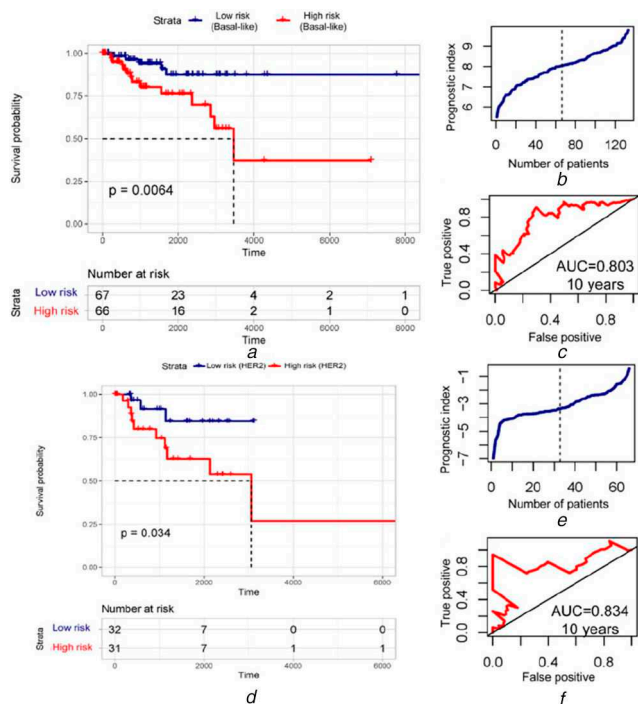 a
Strata
Low risk
(Basal-like)
High risk
(Basal-like)
Survival probability
1.00
0.75
0.50
0.25
0.00
p = 0.0064
0 2000 4000 6000 8000
Time
Number at risk
Strata
Low risk 67 23 4 2 1
High risk 66 16 2 1 0
0 2000 4000 6000 8000
a
Time
Prognostic index
9
8
7
6
0 40 80 120
Number of patients
b
True positive
0.8
0.4
0.0
AUC=0.803
10 years
0.0 0.4 0.8
False positive
c
Strata Low risk (HER2) High risk (HER2)
Survival probability
1.00
0.75
0.50
0.25
0.00
p = 0.034
0 2000 4000 6000
Time
Number at risk
Strata
Low risk 32 7 0 0
High risk 31 7 1 1
0 2000 4000 6000
Time
d
Prognostic index
-1
-3
-5
-7
0 20 40 60
Number of patients
e
True positive
0.8
0.4
0.0
AUC=0.834
10 years
0.0 0.4 0.8
False positive
f